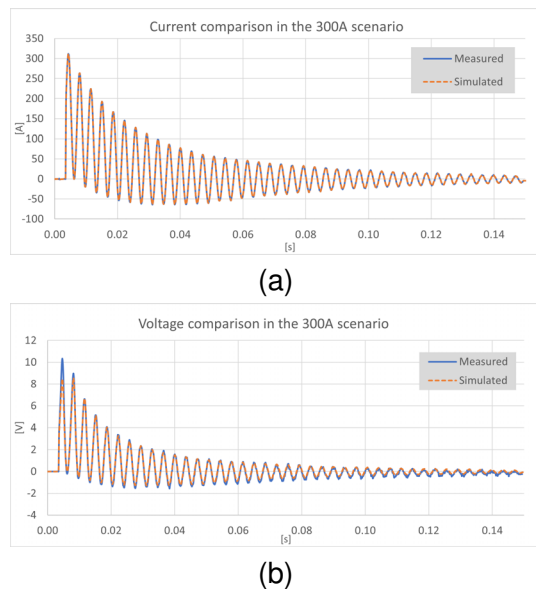 Current comparison in the 300A scenario
350
300
250
200
150
100
50
0
-50
-100
[A]
Measured
Simulated
0.00 0.02 0.04 0.06 0.08 0.10 0.12 0.14
[s]
(a)
Voltage comparison in the 300A scenario
12
10
8
6
4
2
0
-2
-4
[V]
Measured
Simulated
0.00 0.02 0.04 0.06 0.08 0.10 0.12 0.14
[s]
(b)